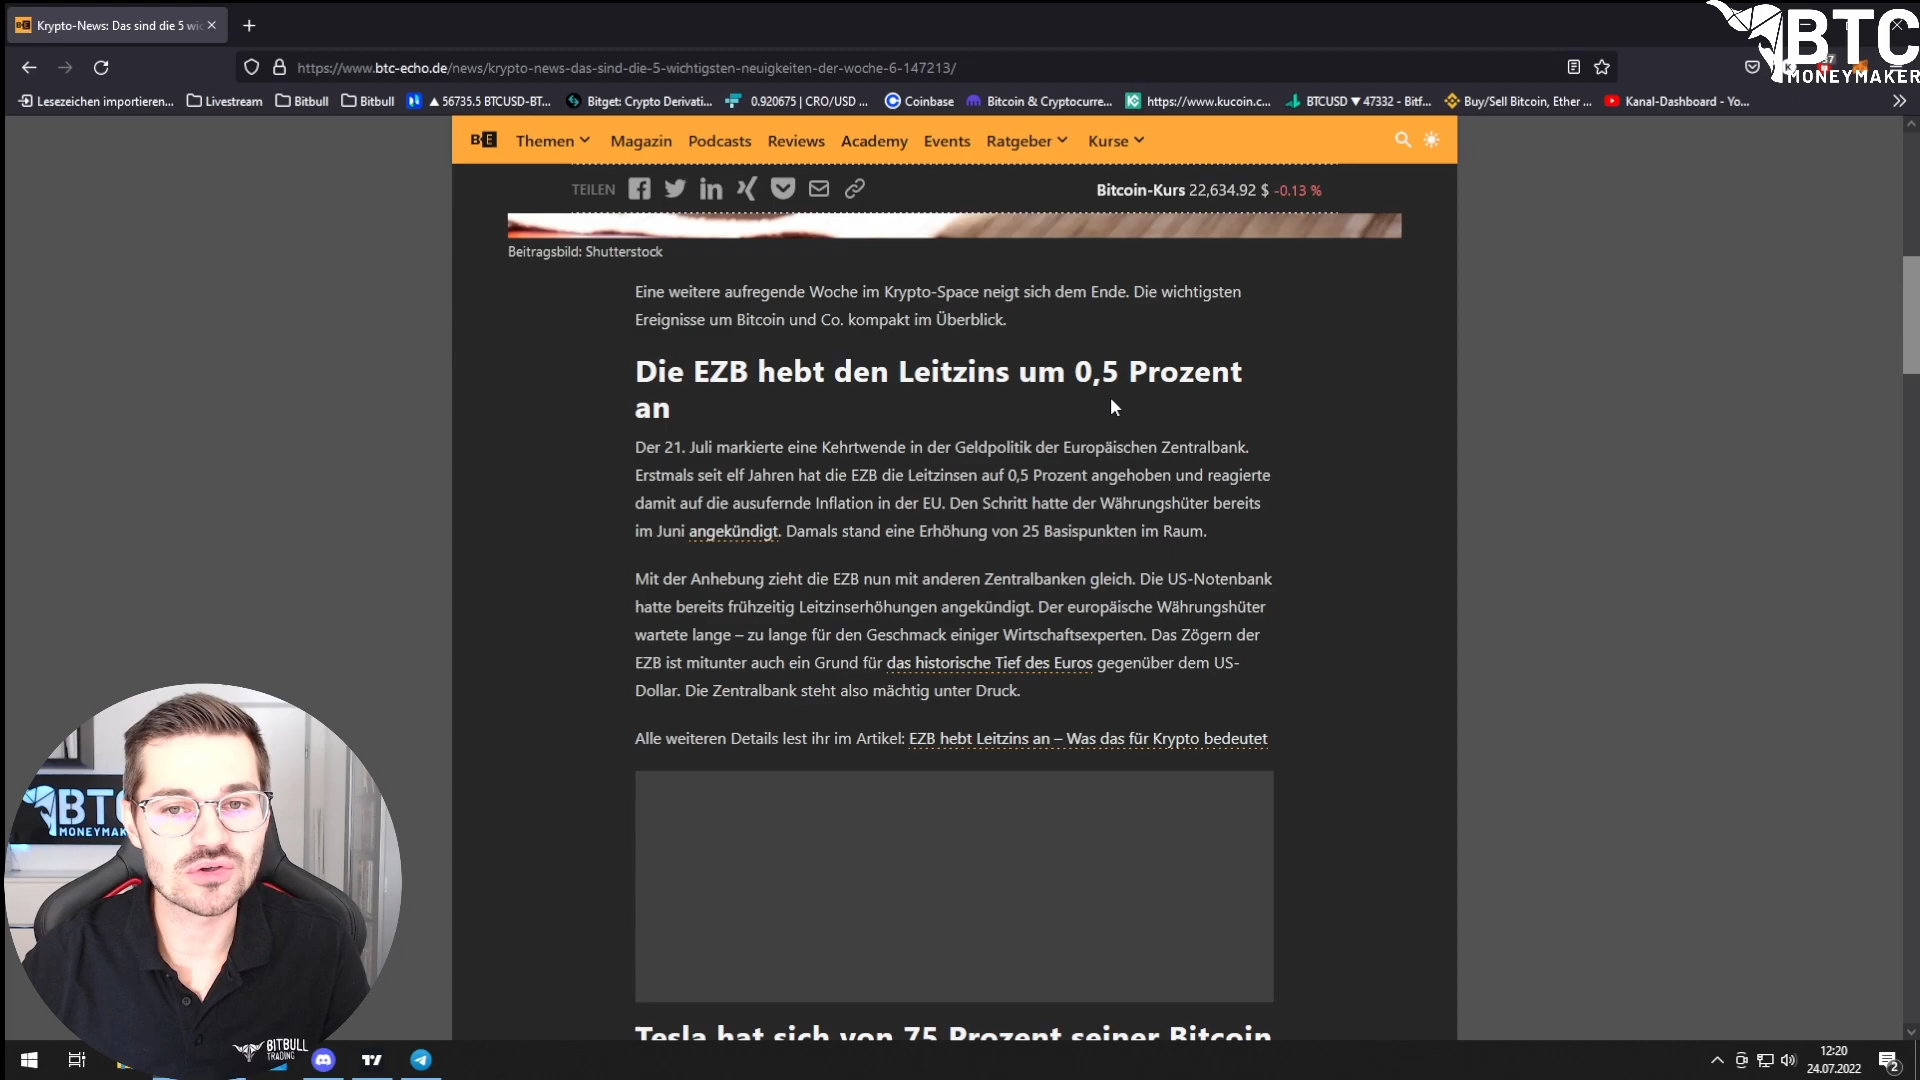 Krypto-News: Das sind die 5 wic
BTC
MONEYMAKER
https://www.btc-echo.de/news/krypto-news-das-sind-die-5-wichtigsten-neuigkeiten-der-woche-6-147213/
Lesezeichen importieren... Livestream Bitbull Bitbull ▲ 56735.5 BTCUSD-BT... Bitget: Crypto Derivati... 0.920675 | CRO/USD ... Coinbase Bitcoin & Cryptocurre... https://www.kucoin.c... BTCUSD ▼ 47332 - Bitf... Buy/Sell Bitcoin, Ether ... Kanal-Dashboard - Yo...
Themen Magazin Podcasts Reviews Academy Events Ratgeber Kurse
TEILEN Bitcoin-Kurs 22,634.92 $ -0.13 %
Beitragsbild: Shutterstock
Eine weitere aufregende Woche im Krypto-Space neigt sich dem Ende. Die wichtigsten
Ereignisse um Bitcoin und Co. kompakt im Überblick.
Die EZB hebt den Leitzins um 0,5 Prozent
an
Der 21. Juli markierte eine Kehrtwende in der Geldpolitik der Europäischen Zentralbank.
Erstmals seit elf Jahren hat die EZB die Leitzinsen auf 0,5 Prozent angehoben und reagierte
damit auf die ausufernde Inflation in der EU. Den Schritt hatte der Währungshüter bereits
im Juni angekündigt. Damals stand eine Erhöhung von 25 Basispunkten im Raum.
Mit der Anhebung zieht die EZB nun mit anderen Zentralbanken gleich. Die US-Notenbank
hatte bereits frühzeitig Leitzinserhöhungen angekündigt. Der europäische Währungshüter
wartete lange – zu lange für den Geschmack einiger Wirtschaftsexperten. Das Zögern der
EZB ist mitunter auch ein Grund für das historische Tief des Euros gegenüber dem US-
Dollar. Die Zentralbank steht also mächtig unter Druck.
Alle weiteren Details lest ihr im Artikel: EZB hebt Leitzins an – Was das für Krypto bedeutet
BTC
MONEYMAKER
Tesla hat sich von 75 Prozent seiner Bitcoin
BITBULL
TRADING
12:20
24.07.2022
2